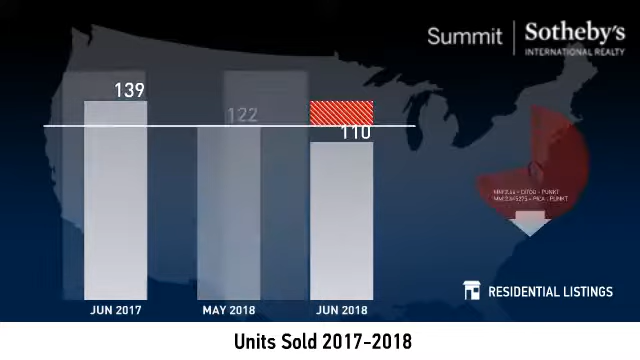 Summit
Sotheby's
INTERNATIONAL REALTY
139
122
110
JUN 2017
MAY 2018
JUN 2018
RESIDENTIAL LISTINGS
Units Sold 2017-2018